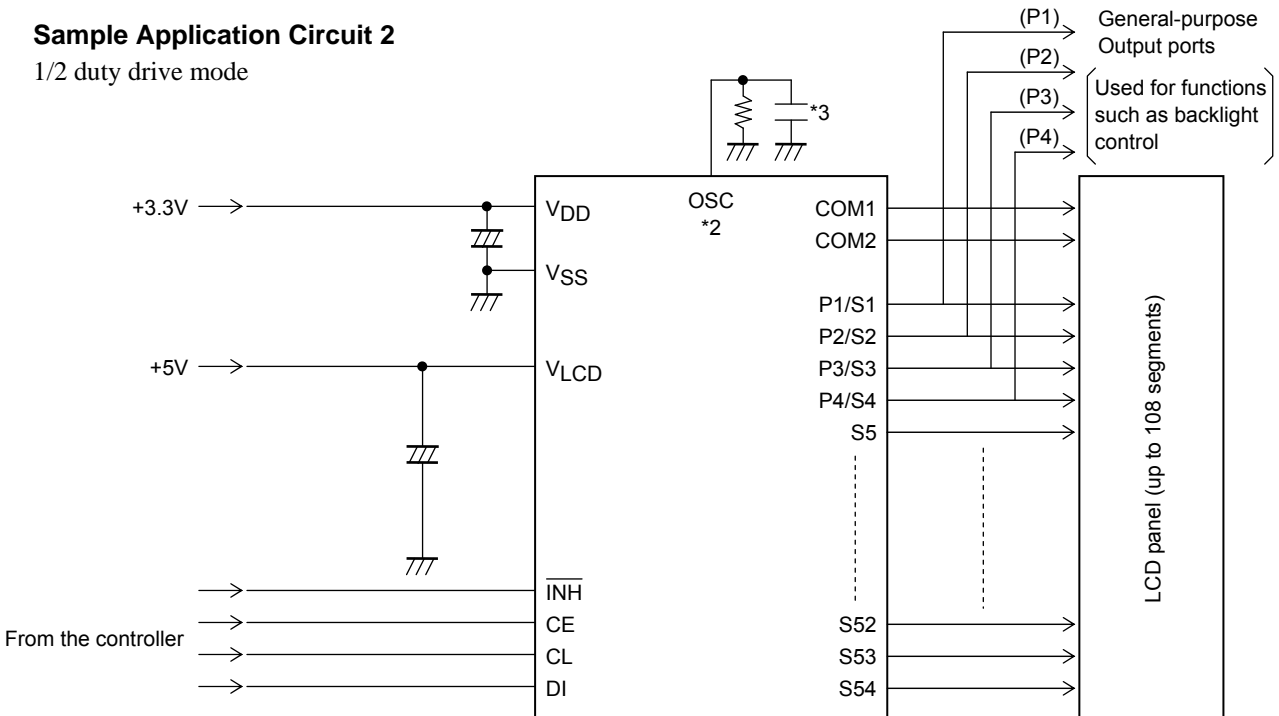 Sample Application Circuit 2
1/2 duty drive mode
(P1)
General-purpose
Output ports
(P2)
(P3)
Used for functions
such as backlight
control
(P4)
*3
+3.3V
VDD
OSC
*2
COM1
COM2
VSS
P1/S1
P2/S2
+5V
VLCD
P3/S3
P4/S4
S5
LCD panel (up to 108 segments)
INH
From the controller
CE
CL
DI
S52
S53
S54